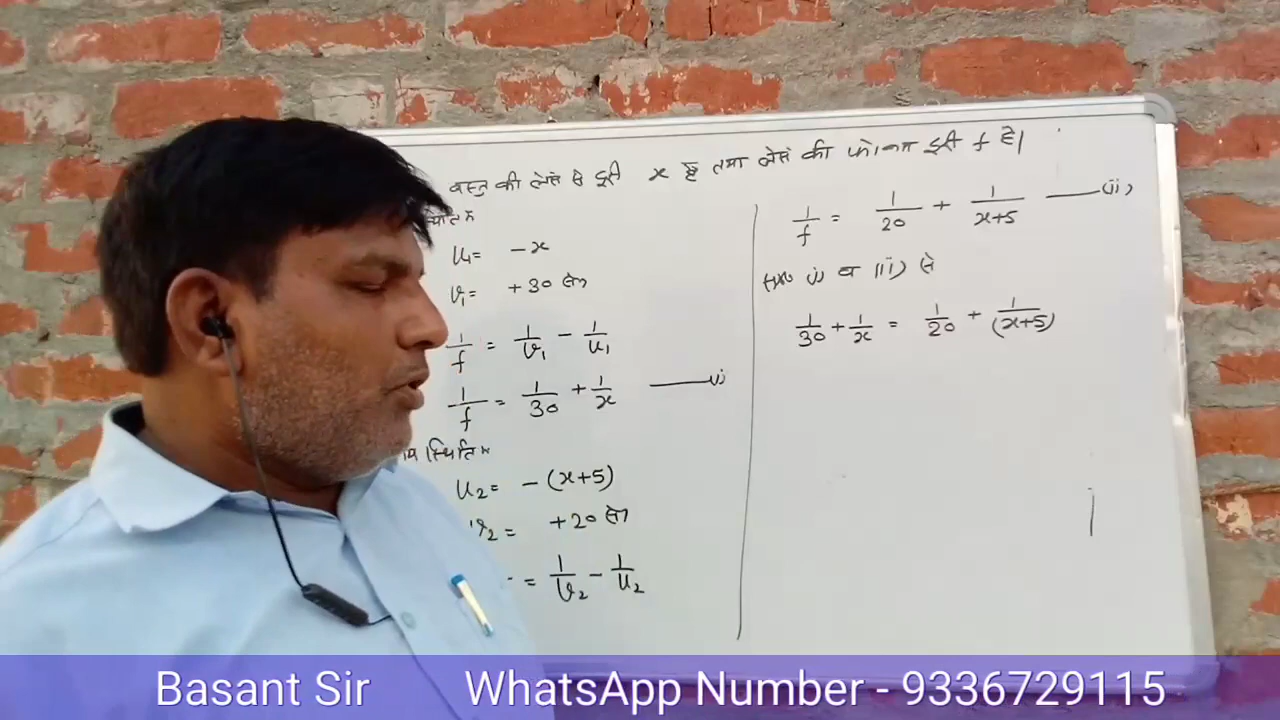 वस्तु की लेंस से दूरी x है तथा लेंस की फोकस दूरी f है।
u₁= -x
v₁= +30 सेमी
1/f = 1/v₁ - 1/u₁
1/f = 1/30 + 1/x ——(i)
स्थिति में
u₂= -(x+5)
v₂= +20 सेमी
= 1/v₂ - 1/u₂
1/f = 1/20 + 1/x+5 ——(ii)
(i) व (ii) से
1/30 + 1/x = 1/20 + 1/(x+5)
Basant Sir WhatsApp Number - 9336729115